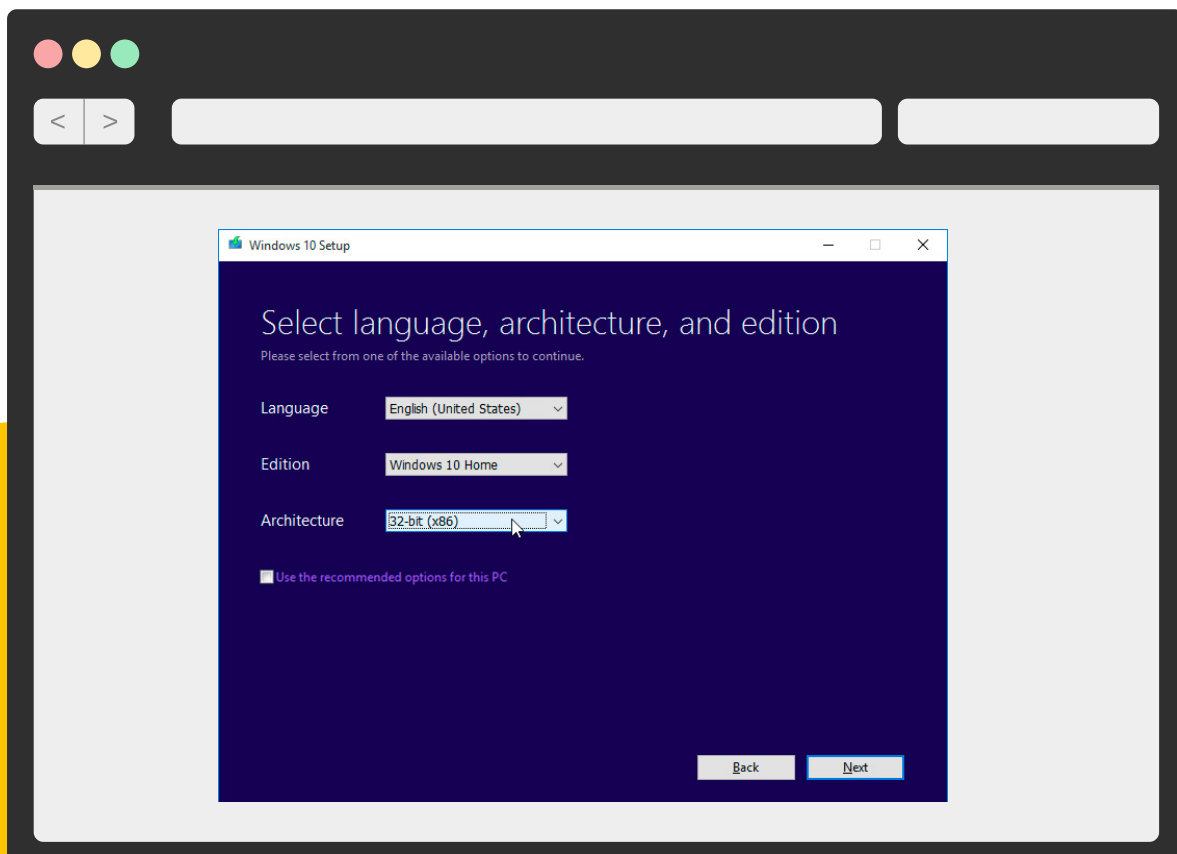 < >
Windows 10 Setup
Select language, architecture, and edition
Please select from one of the available options to continue.
Language English (United States)
Edition Windows 10 Home
Architecture 32-bit (x86)
Use the recommended options for this PC
Back Next